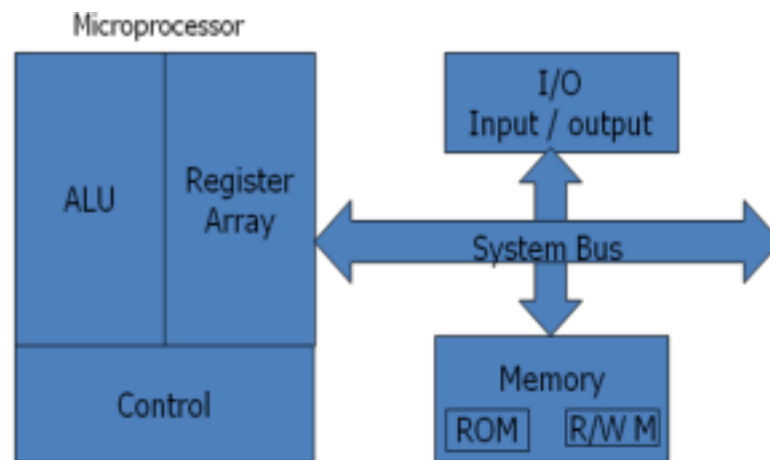 Microprocessor
ALU
Register
Array
Control
I/O
Input / output
System Bus
Memory
ROM
R/W M